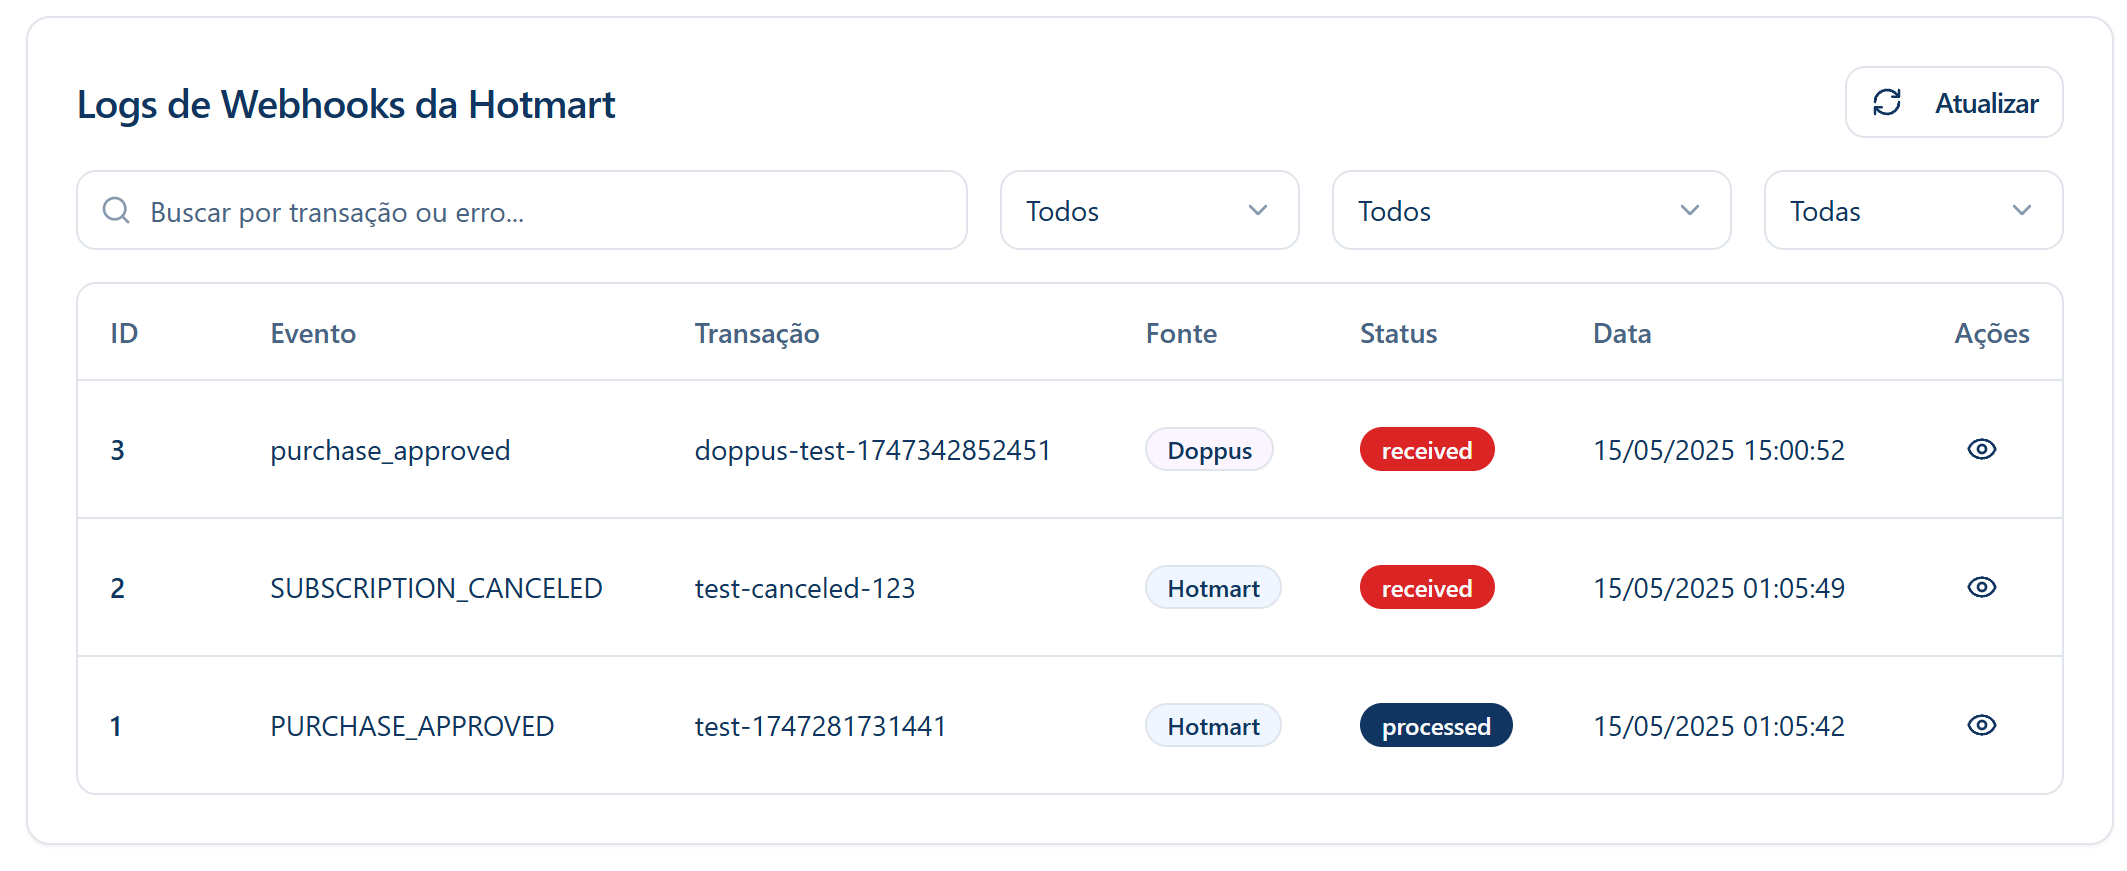 Logs de Webhooks da Hotmart
Atualizar
Buscar por transação ou erro...
Todos
Todos
Todas
ID Evento Transação Fonte Status Data Ações
3 purchase_approved doppus-test-1747342852451 Doppus received 15/05/2025 15:00:52
2 SUBSCRIPTION_CANCELED test-canceled-123 Hotmart received 15/05/2025 01:05:49
1 PURCHASE_APPROVED test-1747281731441 Hotmart processed 15/05/2025 01:05:42